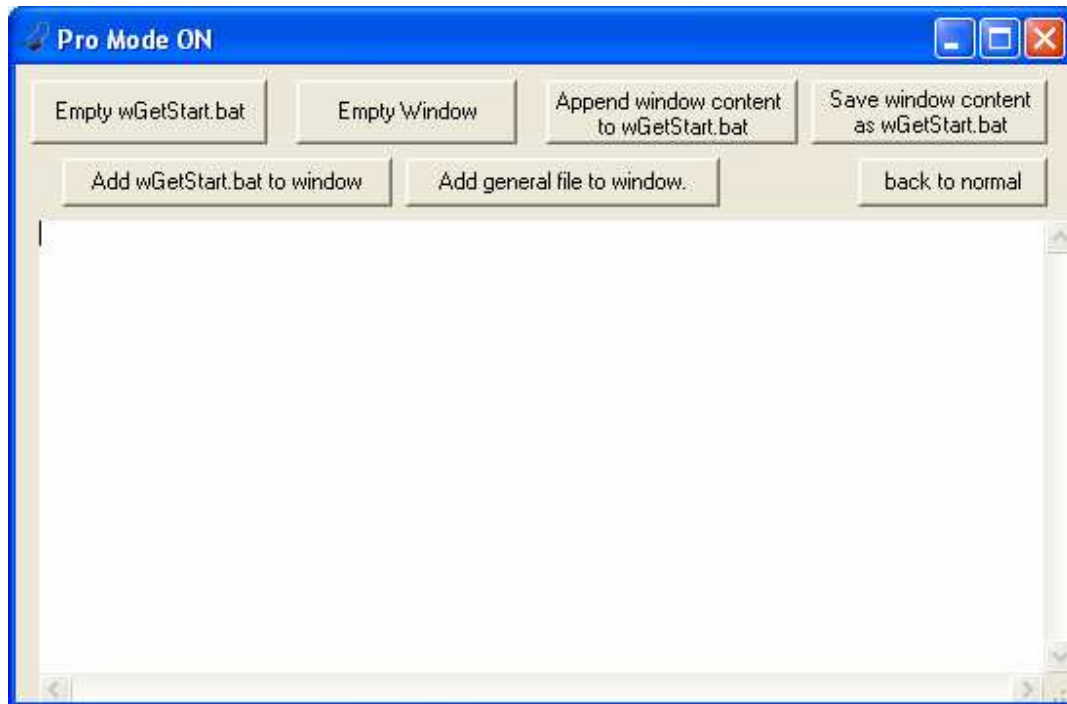 Pro Mode ON
Empty wGetStart.bat
Empty Window
Append window content
to wGetStart.bat
Save window content
as wGetStart.bat
Add wGetStart.bat to window
Add general file to window.
back to normal